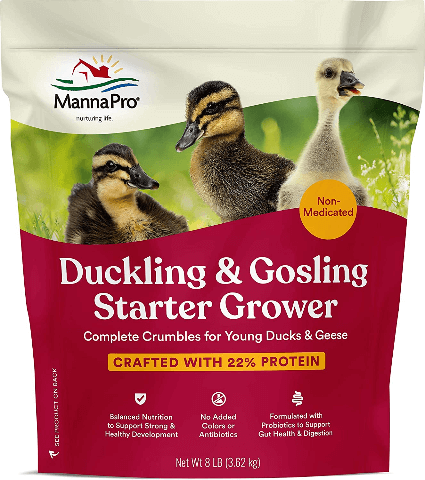 MannaPro®
nurturing life.
Non-
Medicated
Duckling & Gosling
Starter Grower
Complete Crumbles for Young Ducks & Geese
CRAFTED WITH 22% PROTEIN
Balanced Nutrition
to Support Strong &
Healthy Development
No Added
Colors or
Antibiotics
Formulated with
Probiotics to Support
Gut Health & Digestion
SEE PRODUCT ON BACK
Net Wt 8 LB (3.62 kg)